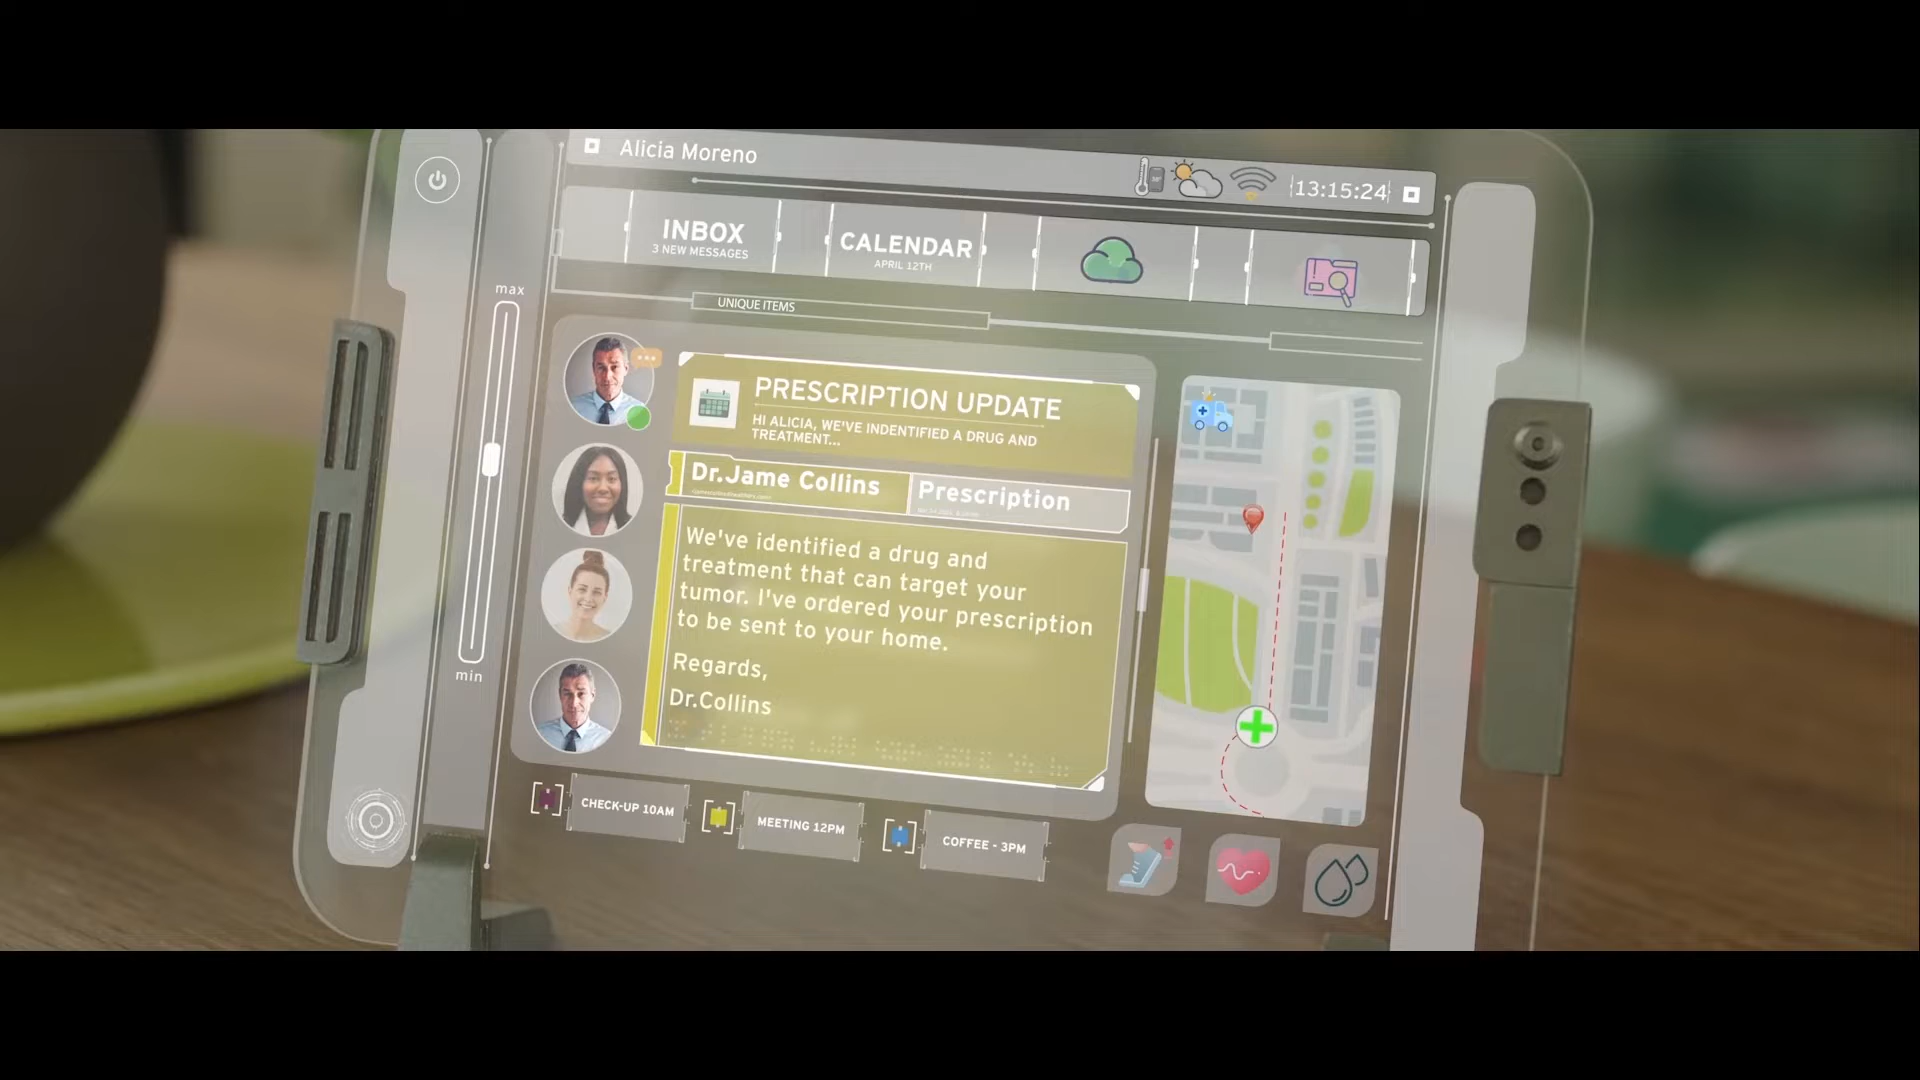 Alicia Moreno
13:15:24
INBOX
3 NEW MESSAGES
CALENDAR
APRIL 12TH
UNIQUE ITEMS
max
min
PRESCRIPTION UPDATE
HI ALICIA, WE'VE INDENTIFIED A DRUG AND
TREATMENT...
Dr.Jame Collins
Prescription
We've identified a drug and
treatment that can target your
tumor. I've ordered your prescription
to be sent to your home.
Regards,
Dr.Collins
CHECK-UP 10AM
MEETING 12PM
COFFEE - 3PM